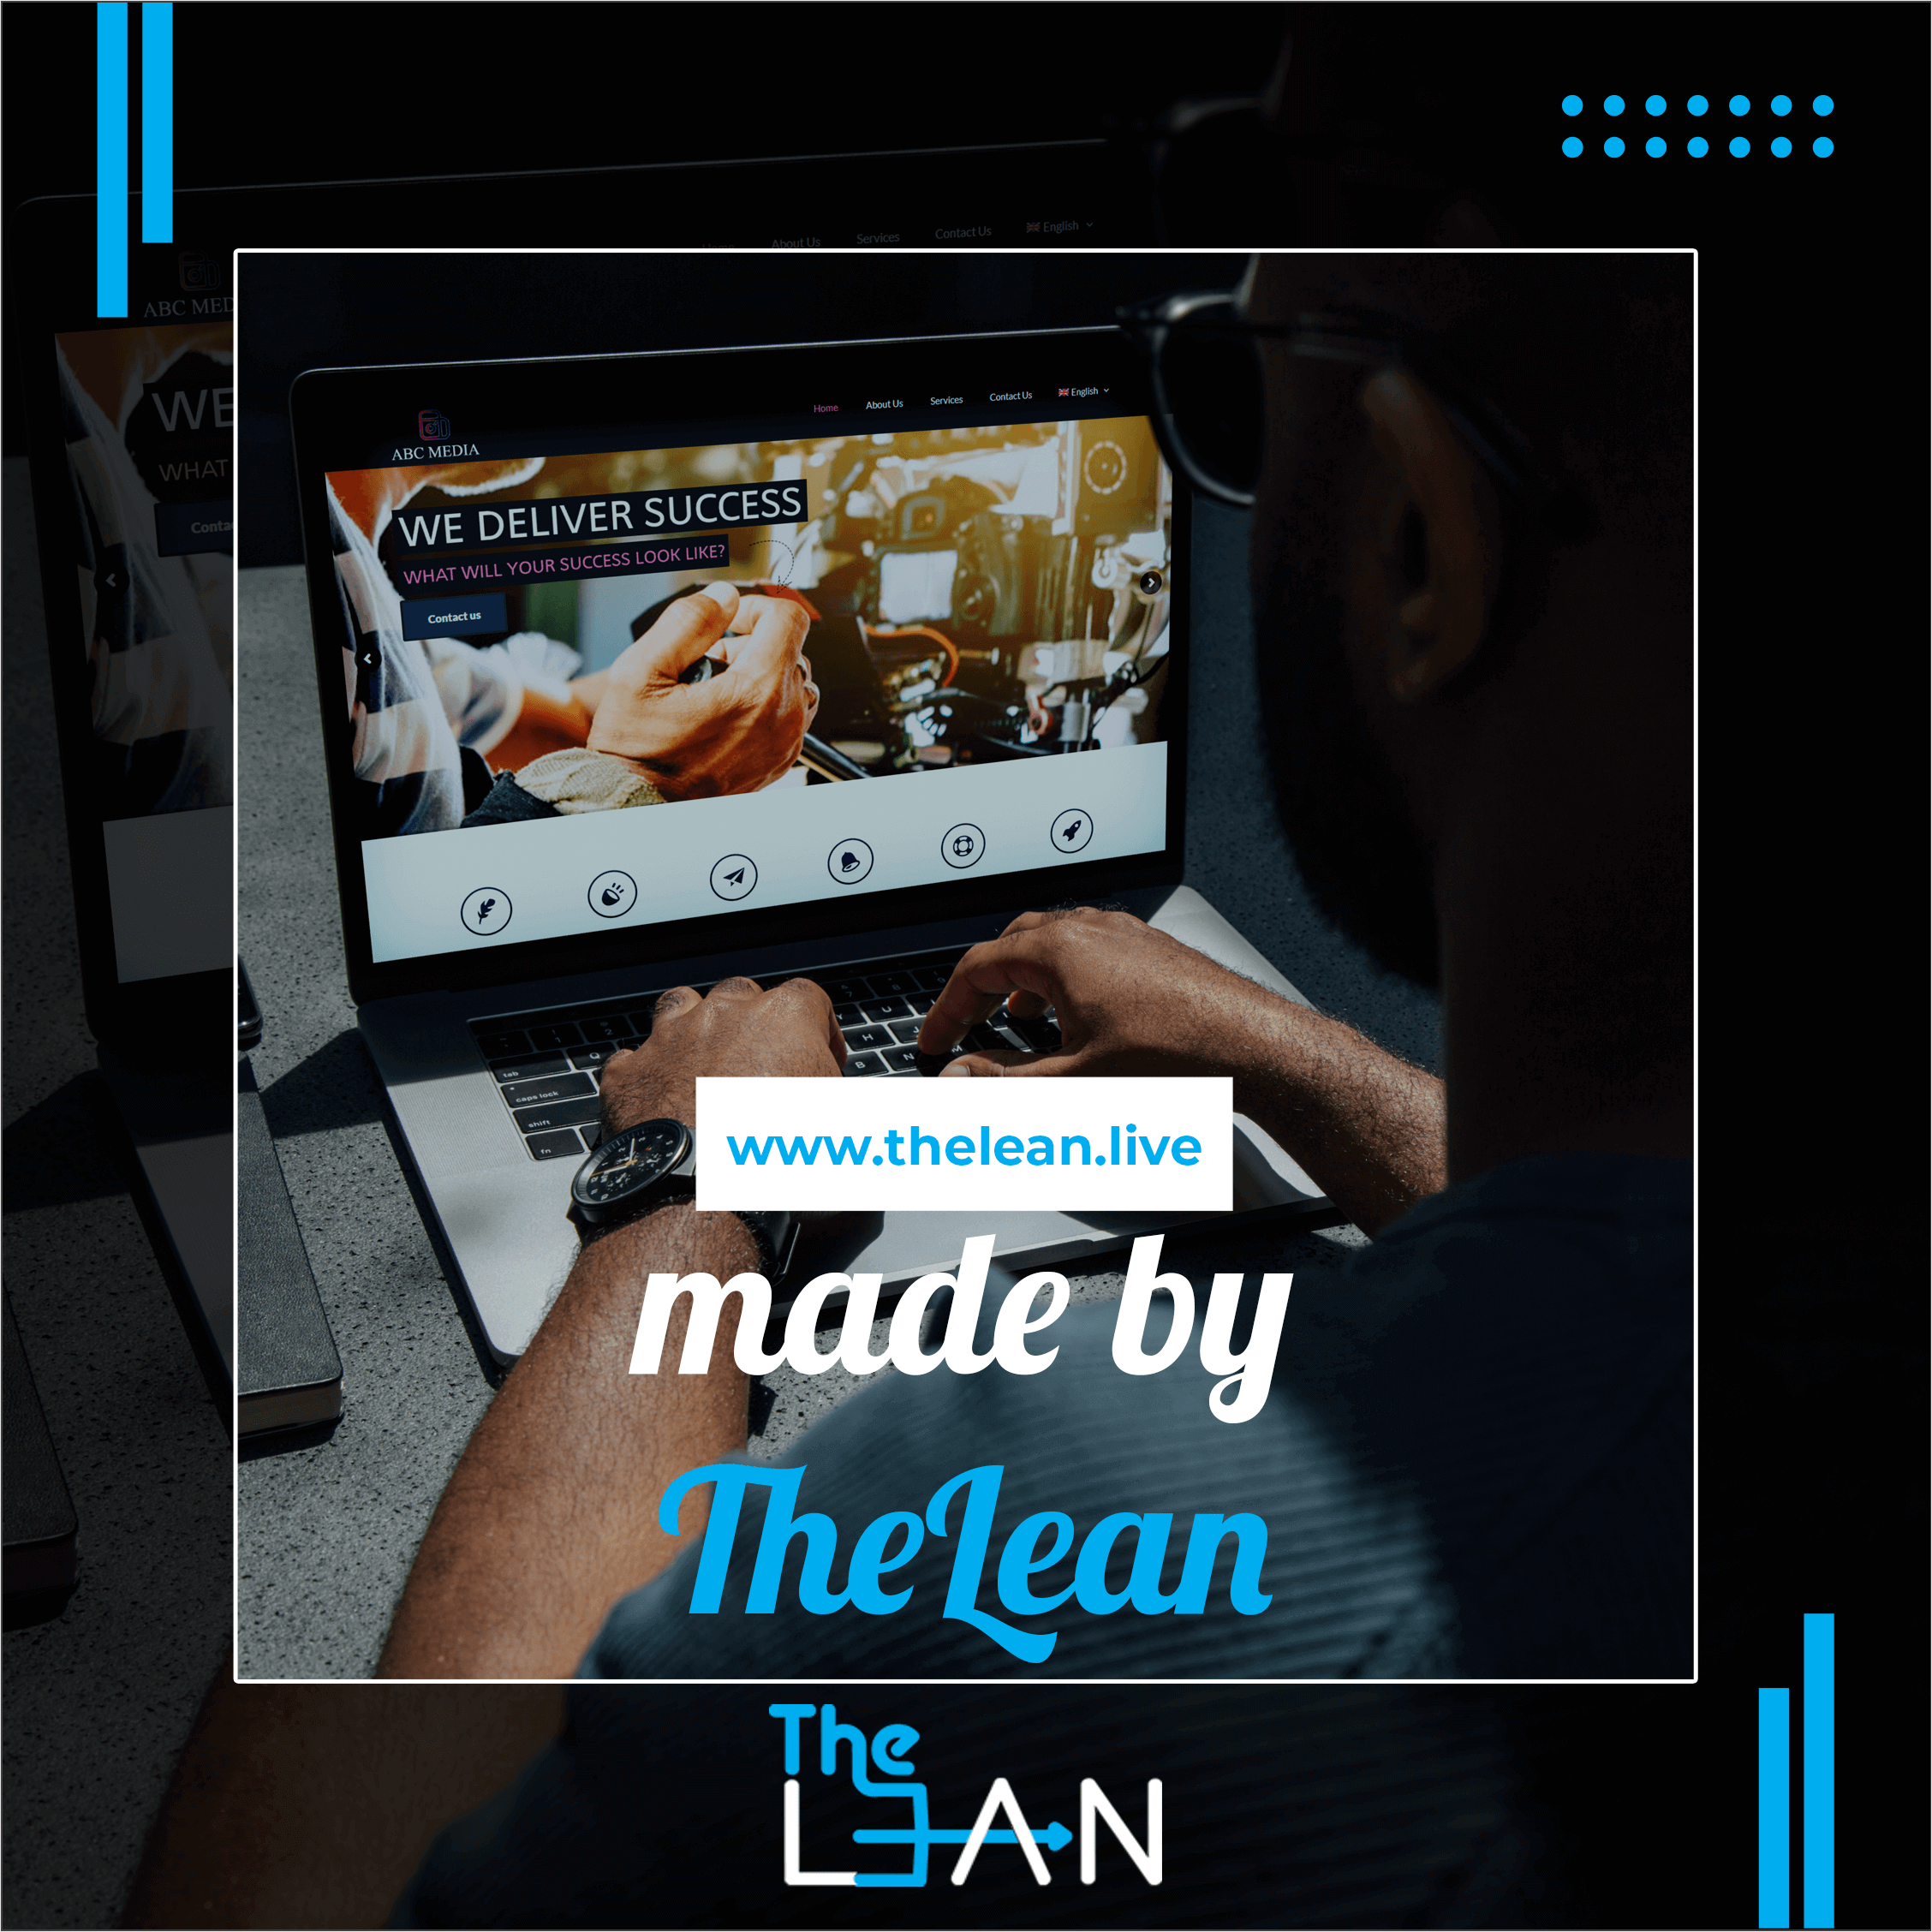 Home About Us Services Contact Us English
ABC MED
WE
WHAT
Conta
Home About Us Services Contact Us English
ABC MEDIA
WE DELIVER SUCCESS
WHAT WILL YOUR SUCCESS LOOK LIKE?
Contact us
tab
caps lock
shift
fn
Q
Y U
H J
B N M
www.thelean.live
made by
TheLean
The
LEAN